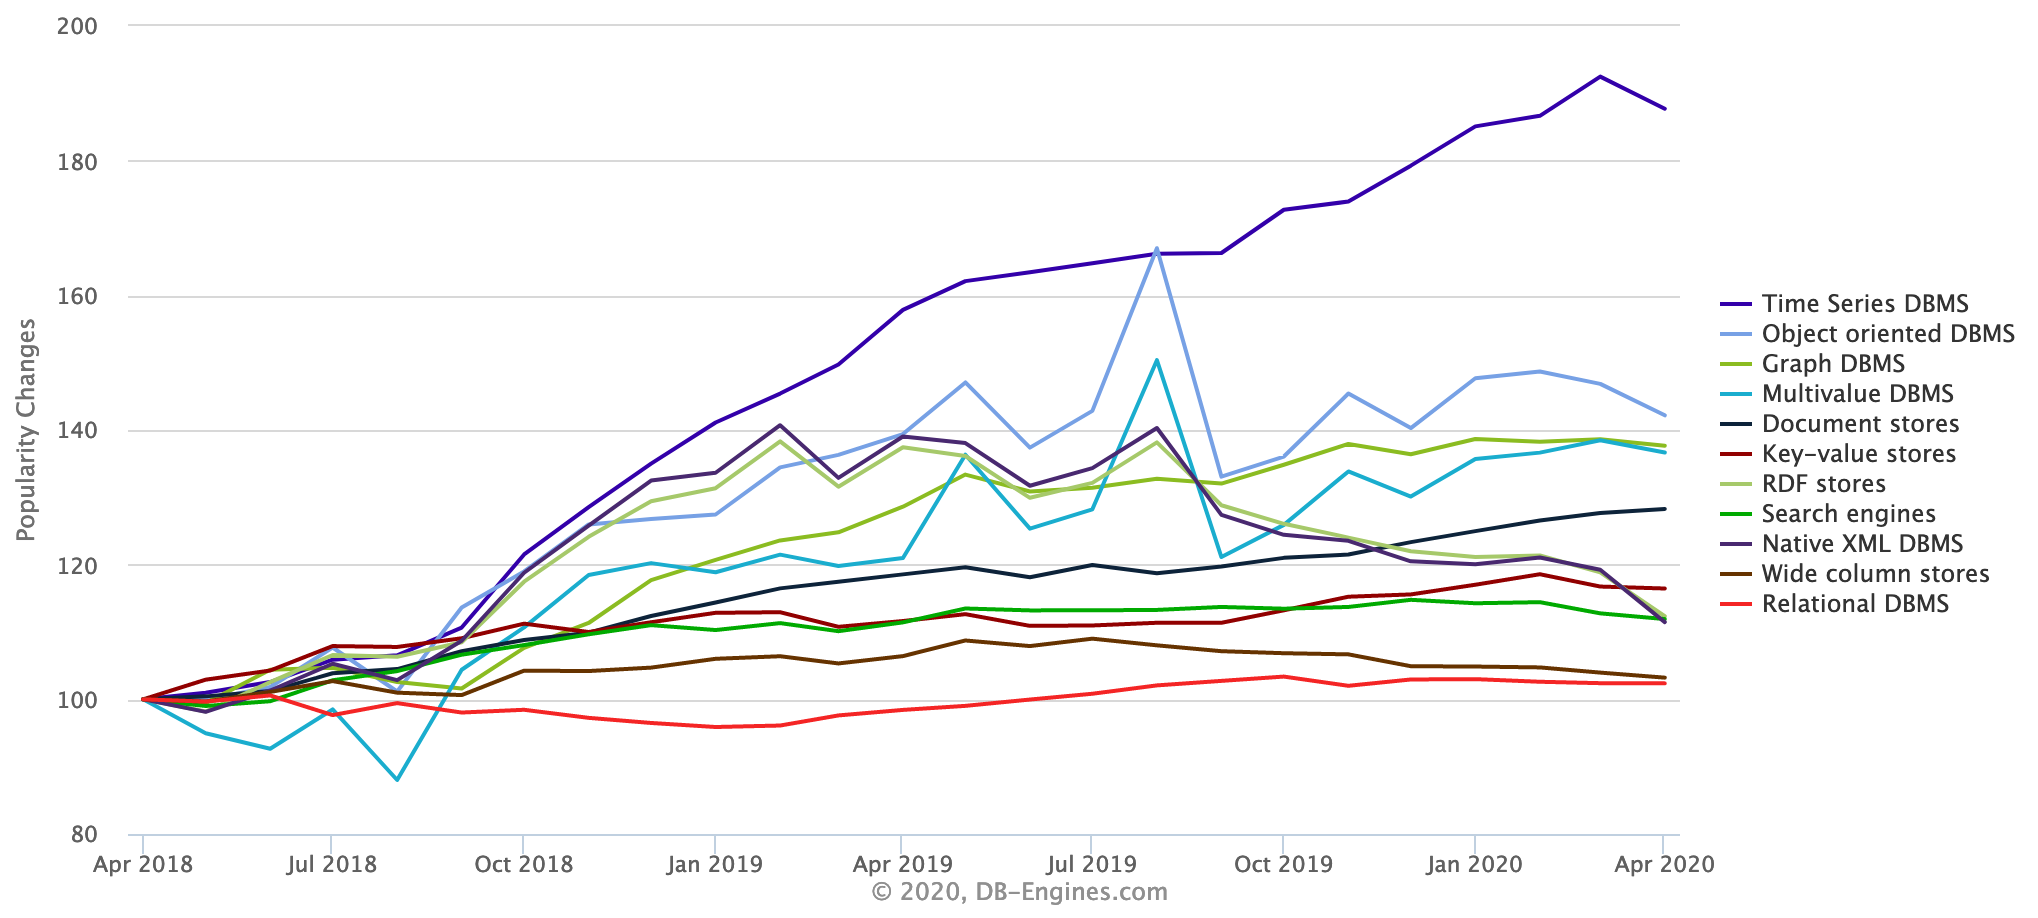 200
180
160
140
120
100
80
Popularity Changes
Apr 2018 Jul 2018 Oct 2018 Jan 2019 Apr 2019 Jul 2019 Oct 2019 Jan 2020 Apr 2020
© 2020, DB-Engines.com
Time Series DBMS
Object oriented DBMS
Graph DBMS
Multivalue DBMS
Document stores
Key-value stores
RDF stores
Search engines
Native XML DBMS
Wide column stores
Relational DBMS